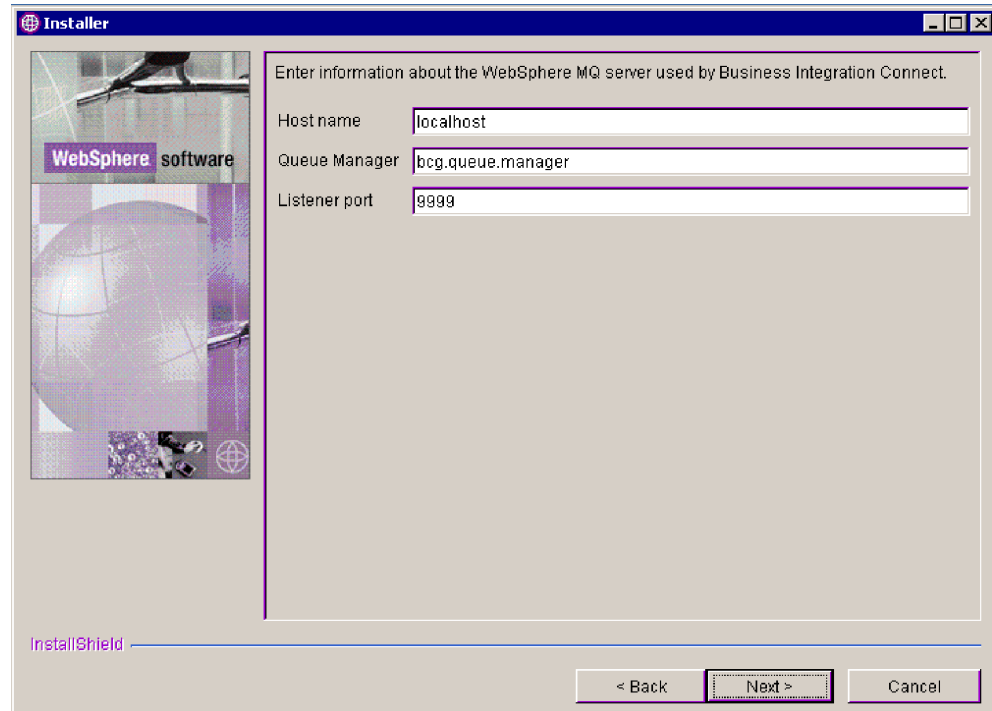 Installer
Enter information about the WebSphere MQ server used by Business Integration Connect.
Host name localhost
WebSphere software
Queue Manager bcg.queue.manager
Listener port 9999
InstallShield
< Back Next > Cancel